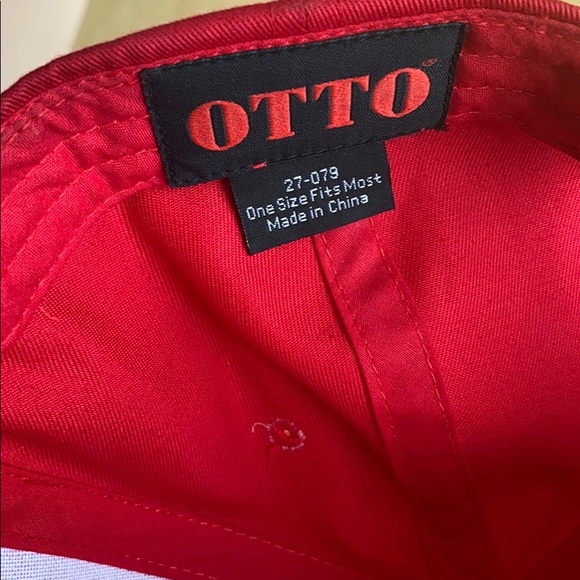 OTTO®
27-079
One Size Fits Most
Made in China